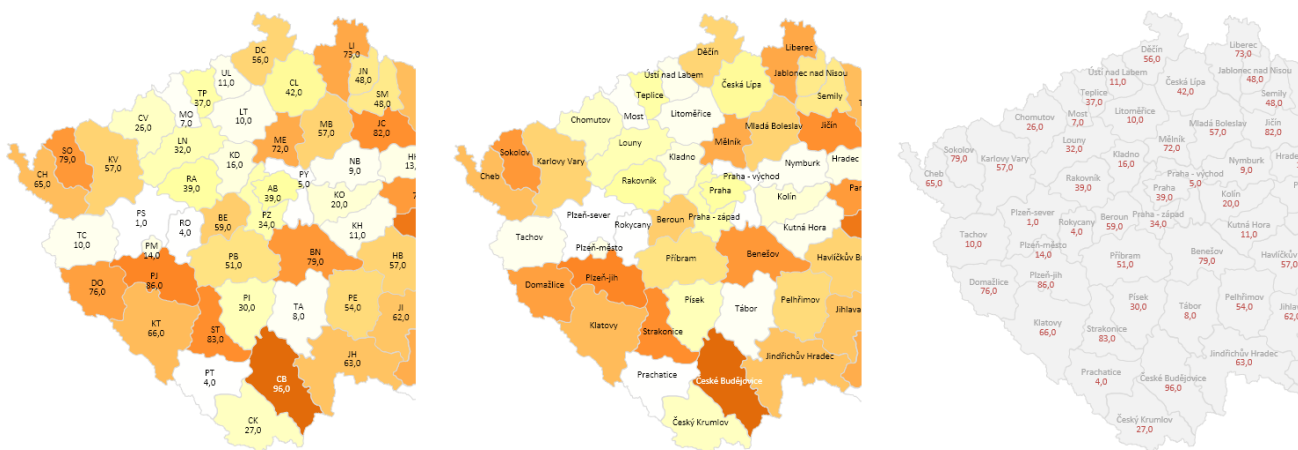 LI
73,0
DC
56,0
UL
11,0
JN
48,0
CL
42,0
TP
37,0
SM
48,0
MO
7,0
LT
10,0
CV
26,0
MB
57,0
JC
82,0
LN
32,0
ME
72,0
SO
79,0
KV
57,0
KD
16,0
NB
9,0
HK
13,
CH
65,0
RA
39,0
PY
5,0
AB
39,0
KO
20,0
PS
1,0
RO
4,0
BE
59,0
PZ
34,0
KH
11,0
TC
10,0
PM
14,0
PB
51,0
BN
79,0
HB
57,0
DO
76,0
PJ
86,0
PI
30,0
TA
8,0
PE
54,0
JI
62,0
KT
66,0
ST
83,0
JH
63,0
PT
4,0
CB
96,0
CK
27,0
Děčín
Liberec
Ústí nad Labem
Jablonec nad Nisou
Česká Lípa
Teplice
Semily
Most
Litoměřice
Chomutov
Mladá Boleslav
Jičín
Louny
Mělník
Sokolov
Karlovy Vary
Kladno
Nymburk
Hradec
Cheb
Rakovník
Praha - východ
Praha
Kolín
Par
Plzeň-sever
Rokycany
Beroun
Praha - západ
Kutná Hora
Tachov
Plzeň-město
Příbram
Benešov
Havlíčkův B
Domažlice
Plzeň-jih
Písek
Tábor
Pelhřimov
Jihlava
Klatovy
Strakonice
Jindřichův Hradec
Prachatice
České Budějovice
Český Krumlov
Děčín
56,0
Liberec
73,0
Ústí nad Labem
11,0
Jablonec nad Nisou
48,0
Česká Lípa
42,0
Teplice
37,0
Semily
48,0
Most
7,0
Litoměřice
10,0
Chomutov
26,0
Mladá Boleslav
57,0
Jičín
82,0
Louny
32,0
Mělník
72,0
Sokolov
79,0
Karlovy Vary
57,0
Kladno
16,0
Nymburk
9,0
Cheb
65,0
Rakovník
39,0
Praha - východ
5,0
Praha
39,0
Kolín
20,0
Plzeň-sever
1,0
Rokycany
4,0
Beroun
59,0
Praha - západ
34,0
Kutná Hora
11,0
Tachov
10,0
Plzeň-město
14,0
Příbram
51,0
Benešov
79,0
Havlíčkův
57,0
Domažlice
76,0
Plzeň-jih
86,0
Písek
30,0
Tábor
8,0
Pelhřimov
54,0
Jihlav
62,0
Klatovy
66,0
Strakonice
83,0
Jindřichův Hradec
63,0
Prachatice
4,0
České Budějovice
96,0
Český Krumlov
27,0